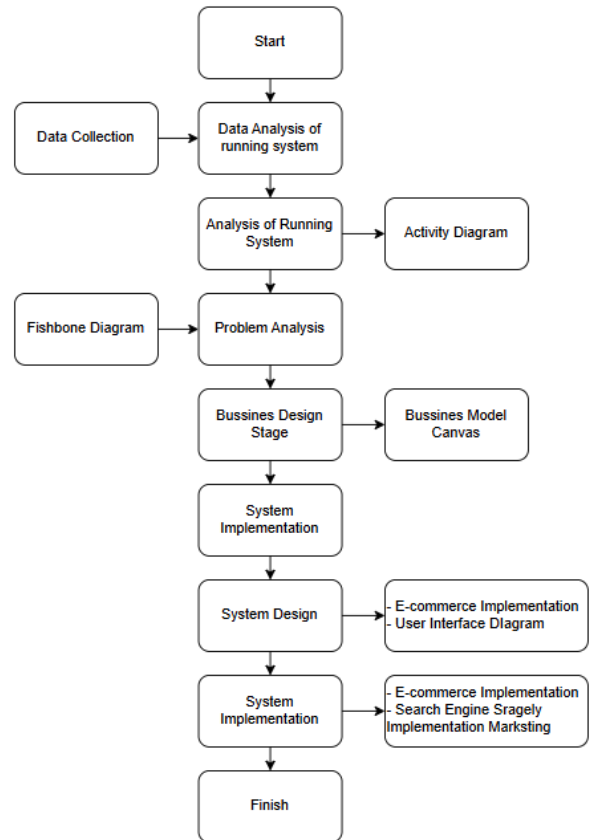 Start
Data Collection
Data Analysis of
running system
Analysis of Running
System
Activity Diagram
Fishbone Diagram
Problem Analysis
Bussines Design
Stage
Bussines Model
Canvas
System
Implementation
System Design
- E-commerce Implementation
- User Interface DIagram
System
Implementation
- E-commerce Implementation
- Search Engine Sragely
Implementation Marksting
Finish